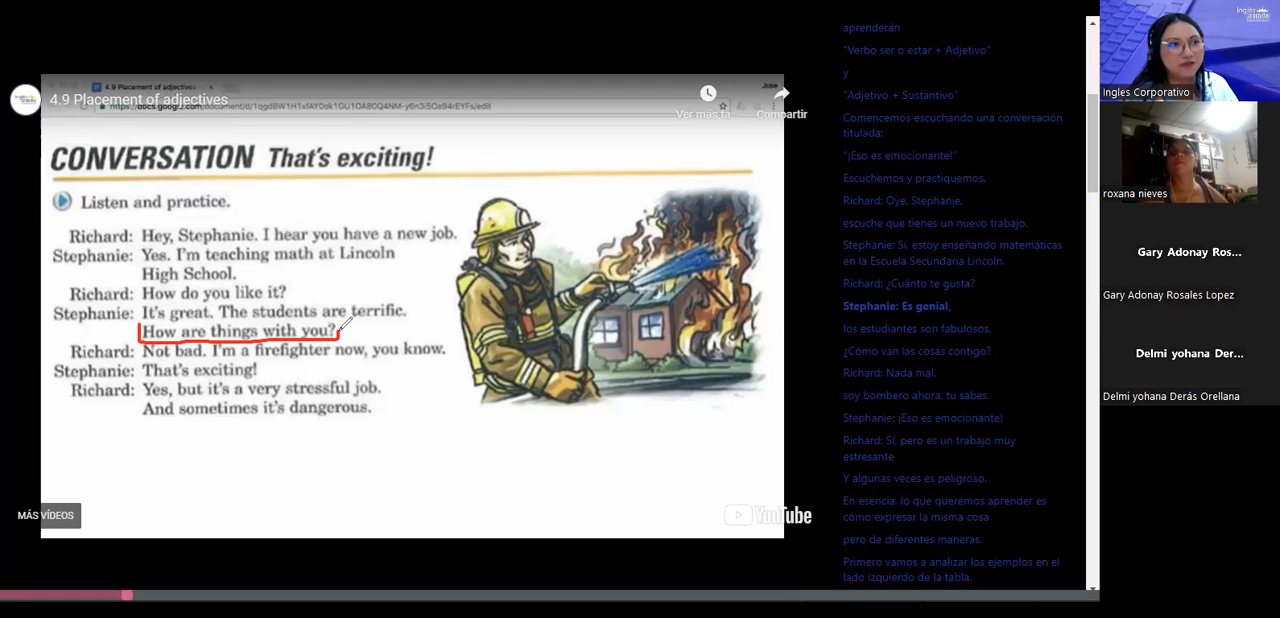 4.9 Placement of adjectives
Jose
4.9 Placement of adjectives
Ver más ta...
Compartir
CONVERSATION That's exciting!
Listen and practice.
Richard: Hey, Stephanie. I hear you have a new job.
Stephanie: Yes. I'm teaching math at Lincoln
High School.
Richard: How do you like it?
Stephanie: It's great. The students are terrific.
How are things with you?
Richard: Not bad. I'm a firefighter now, you know.
Stephanie: That's exciting!
Richard: Yes, but it's a very stressful job.
And sometimes it's dangerous.
MÁS VÍDEOS
YouTube
aprenderán
"Verbo ser o estar + Adjetivo"
y
"Adjetivo + Sustantivo"
Comencemos escuchando una conversación
titulada:
"¡Eso es emocionante!"
Escuchemos y practiquemos.
Richard: Oye, Stephanie,
escuche que tienes un nuevo trabajo.
Stephanie: Sí, estoy enseñando matemáticas
en la Escuela Secundaria Lincoln.
Richard: ¿Cuánto te gusta?
Stephanie: Es genial,
los estudiantes son fabulosos.
¿Cómo van las cosas contigo?
Richard: Nada mal,
soy bombero ahora, tu sabes.
Stephanie: ¡Eso es emocionante!
Richard: Sí, pero es un trabajo muy
estresante
Y algunas veces es peligroso.
En esencia, lo que queremos aprender es
cómo expresar la misma cosa
pero de diferentes maneras.
Primero vamos a analizar los ejemplos en el
lado izquierdo de la tabla.
Ingles Corporativo
roxana nieves
Gary Adonay Ros...
Gary Adonay Rosales Lopez
Delmi yohana Der...
Delmi yohana Derás Orellana